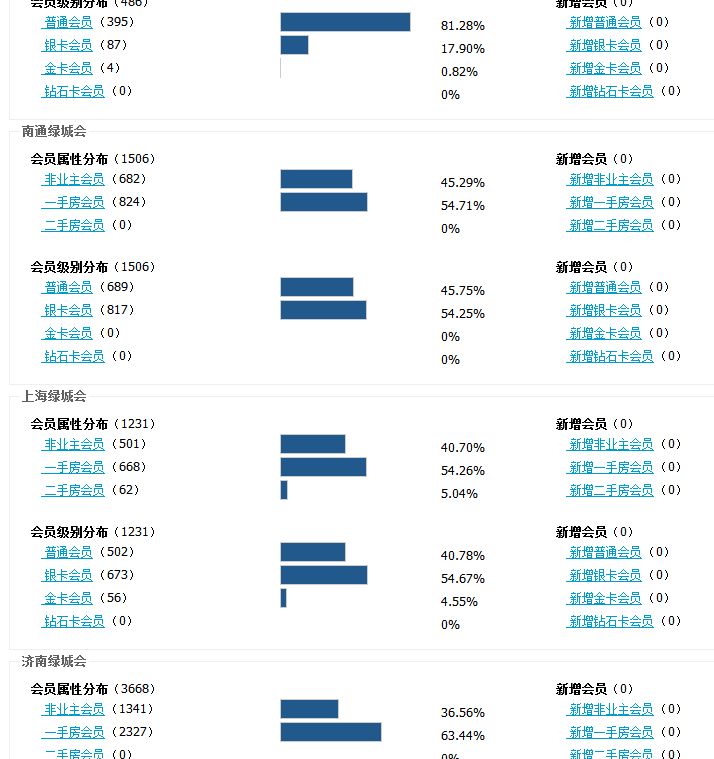 会员级别分布（486） 新增会员（0）
普通会员（395） 81.28% 新增普通会员（0）
银卡会员（87） 17.90% 新增银卡会员（0）
金卡会员（4） 0.82% 新增金卡会员（0）
钻石卡会员（0） 0% 新增钻石卡会员（0）
南通绿城会
会员属性分布（1506） 新增会员（0）
非业主会员（682） 45.29% 新增非业主会员（0）
一手房会员（824） 54.71% 新增一手房会员（0）
二手房会员（0） 0% 新增二手房会员（0）
会员级别分布（1506） 新增会员（0）
普通会员（689） 45.75% 新增普通会员（0）
银卡会员（817） 54.25% 新增银卡会员（0）
金卡会员（0） 0% 新增金卡会员（0）
钻石卡会员（0） 0% 新增钻石卡会员（0）
上海绿城会
会员属性分布（1231） 新增会员（0）
非业主会员（501） 40.70% 新增非业主会员（0）
一手房会员（668） 54.26% 新增一手房会员（0）
二手房会员（62） 5.04% 新增二手房会员（0）
会员级别分布（1231） 新增会员（0）
普通会员（502） 40.78% 新增普通会员（0）
银卡会员（673） 54.67% 新增银卡会员（0）
金卡会员（56） 4.55% 新增金卡会员（0）
钻石卡会员（0） 0% 新增钻石卡会员（0）
济南绿城会
会员属性分布（3668） 新增会员（0）
非业主会员（1341） 36.56% 新增非业主会员（0）
一手房会员（2327） 63.44% 新增一手房会员（0）
二手房会员（0） 0% 新增二手房会员（0）